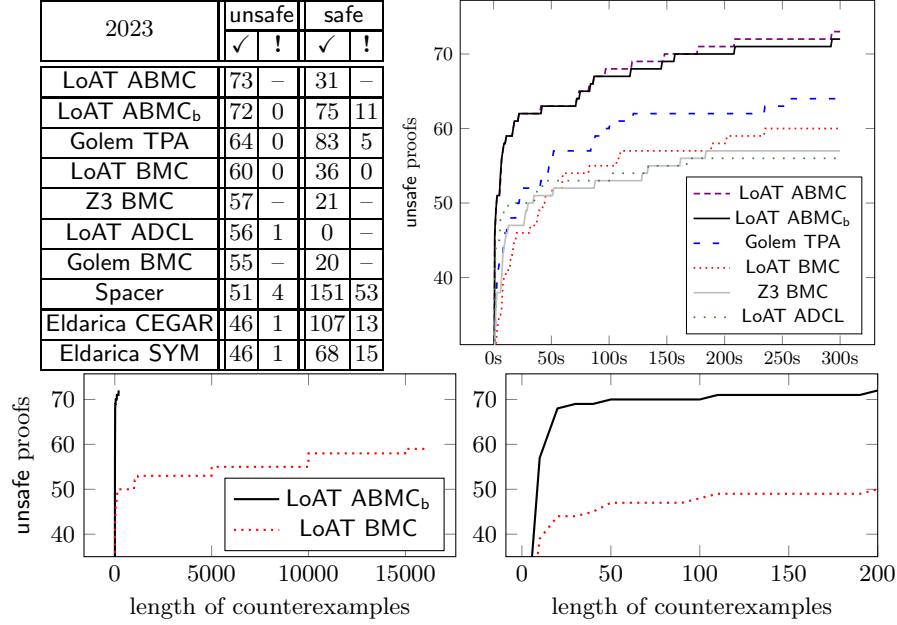 2023 unsafe safe
✓ ! ✓ !
LoAT ABMC 73 – 31 –
LoAT ABMC_b 72 0 75 11
Golem TPA 64 0 83 5
LoAT BMC 60 0 36 0
Z3 BMC 57 – 21 –
LoAT ADCL 56 1 0 –
Golem BMC 55 – 20 –
Spacer 51 4 151 53
Eldarica CEGAR 46 1 107 13
Eldarica SYM 46 1 68 15
unsafe proofs
70
60
50
40
0s 50s 100s 150s 200s 250s 300s
LoAT ABMC
LoAT ABMC_b
Golem TPA
LoAT BMC
Z3 BMC
LoAT ADCL
unsafe proofs
70
60
50
40
0 5000 10000 15000
length of counterexamples
LoAT ABMC_b
LoAT BMC
70
60
50
40
0 50 100 150 200
length of counterexamples